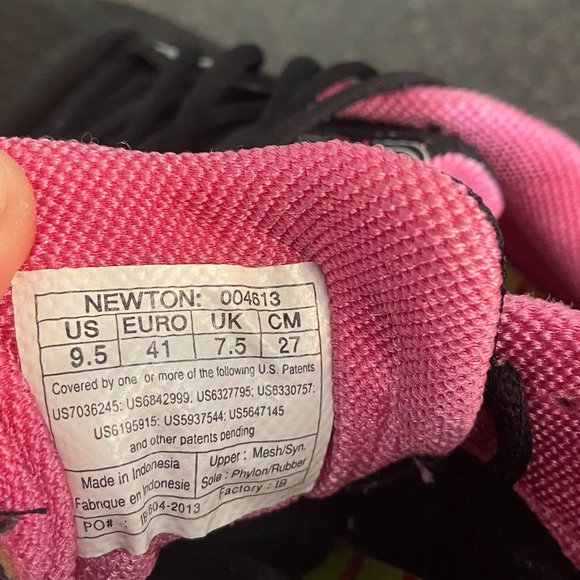 NEWTON: 004613
US EURO UK CM
9.5 41 7.5 27
Covered by one or more of the following U.S. Patents
US7036245; US6842999; US6327795; US6330757;
US6195915; US5937544; US5647145
and other patents pending
Made in Indonesia
Fabrique en Indonesie
Upper : Mesh/Syn.
Sole : Phylon/Rubber
PO# : IB-604-2013
Factory : IB